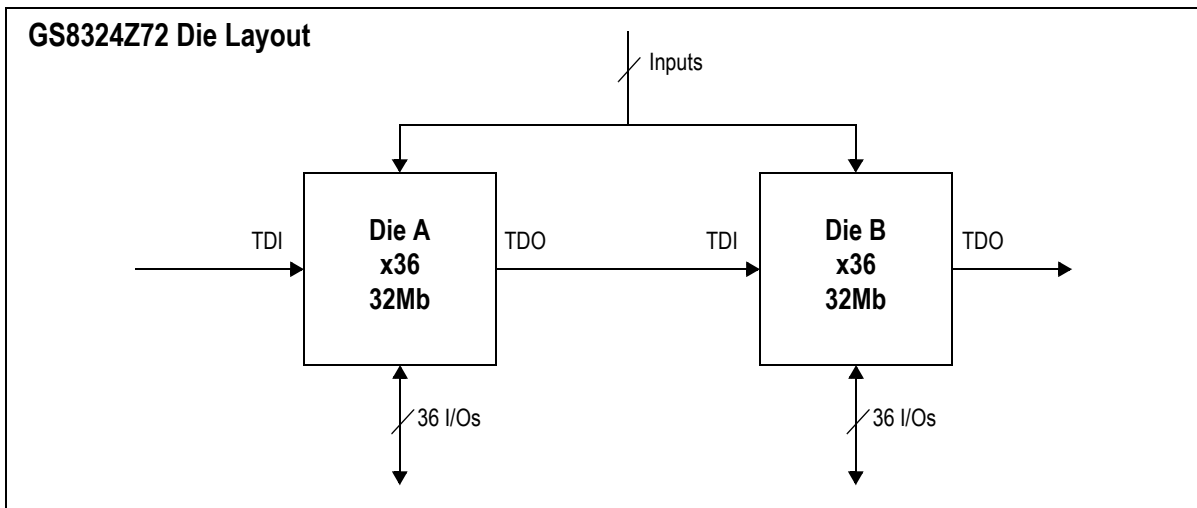 GS8324Z72 Die Layout
Inputs
TDI
Die A
x36
32Mb
TDO
TDI
Die B
x36
32Mb
TDO
36 I/Os
36 I/Os